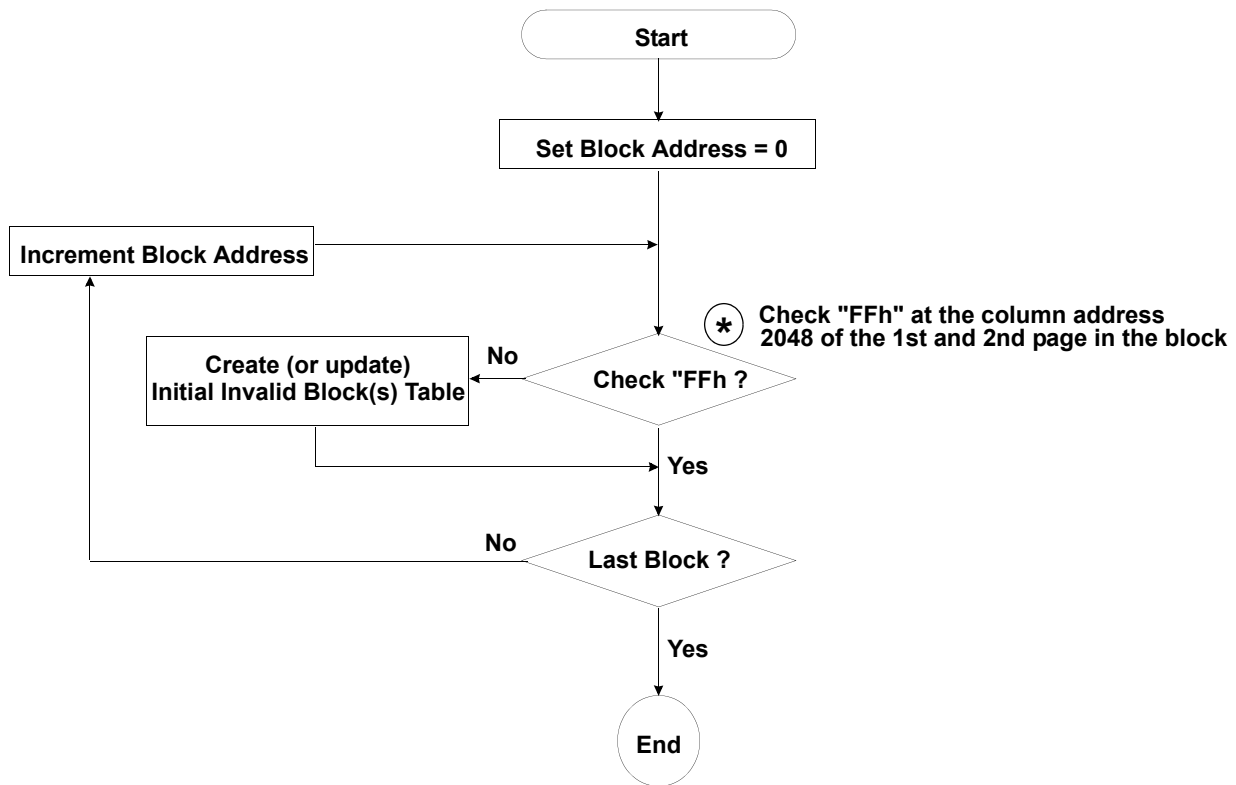 Start
Set Block Address = 0
Increment Block Address
* Check "FFh" at the column address
2048 of the 1st and 2nd page in the block
No
Create (or update)
Initial Invalid Block(s) Table
Check "FFh ?
Yes
No
Last Block ?
Yes
End